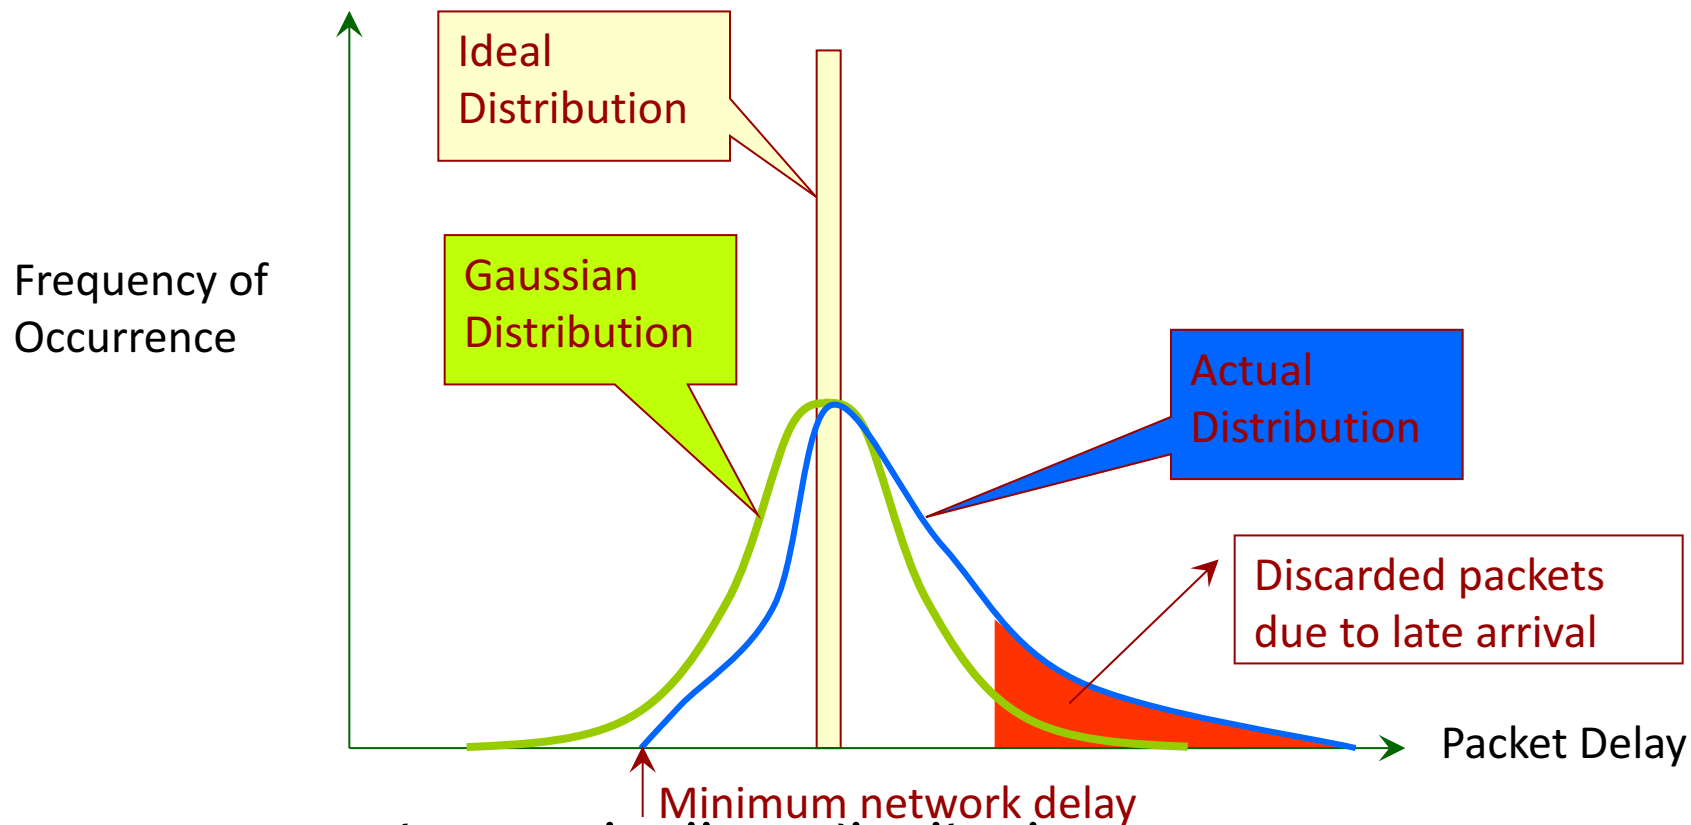 Ideal
Distribution
Gaussian
Distribution
Frequency of
Occurrence
Actual
Distribution
Discarded packets
due to late arrival
Packet Delay
Minimum network delay